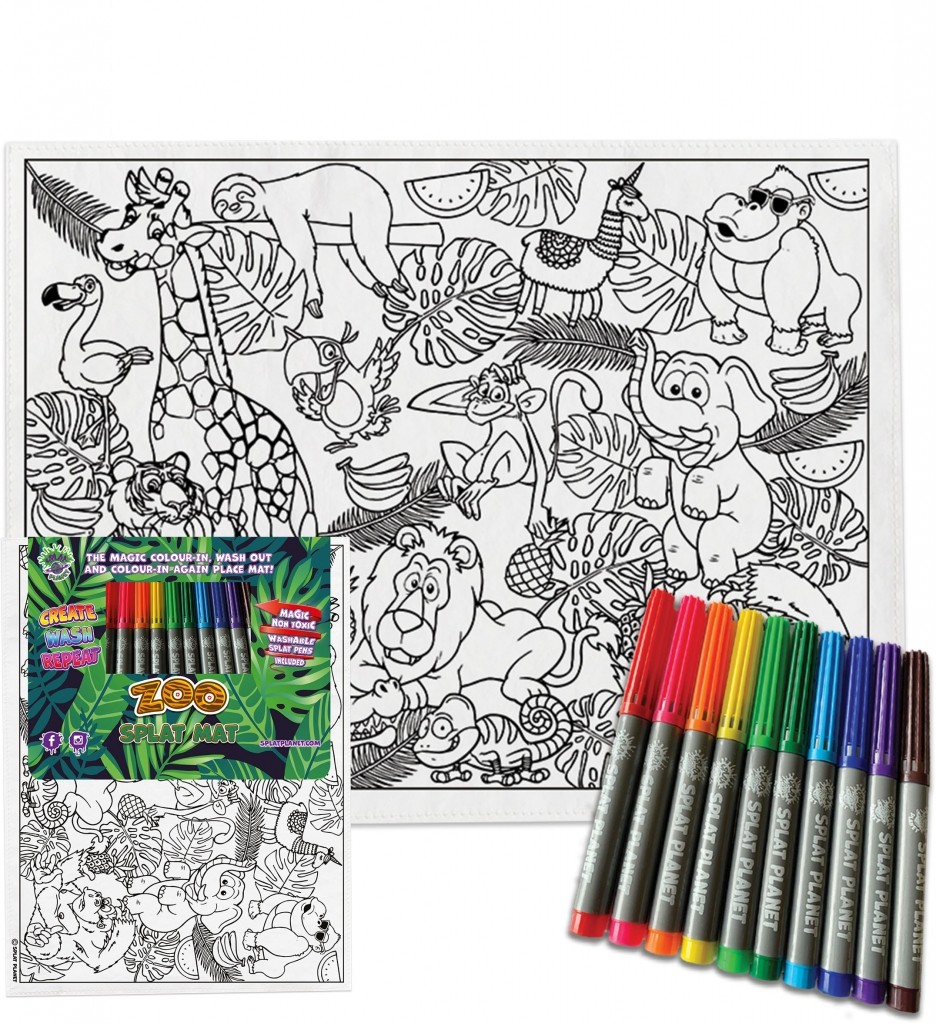 THE MAGIC COLOUR-IN, WASH OUT
AND COLOUR-IN AGAIN PLACE MAT!
CREATE
WASH
REPEAT
MAGIC
NON TOXIC
WASHABLE
SPLAT PENS
INCLUDED
ZOO
SPLAT MAT
SPLATPLANET.COM
© SPLAT PLANET
SPLAT PLANET
SPLAT PLANET
SPLAT PLANET
SPLAT PLANET
SPLAT PLANET
SPLAT PLANET
SPLAT PLANET
SPLAT PLANET
SPLAT PLANET
SPLAT PLANET